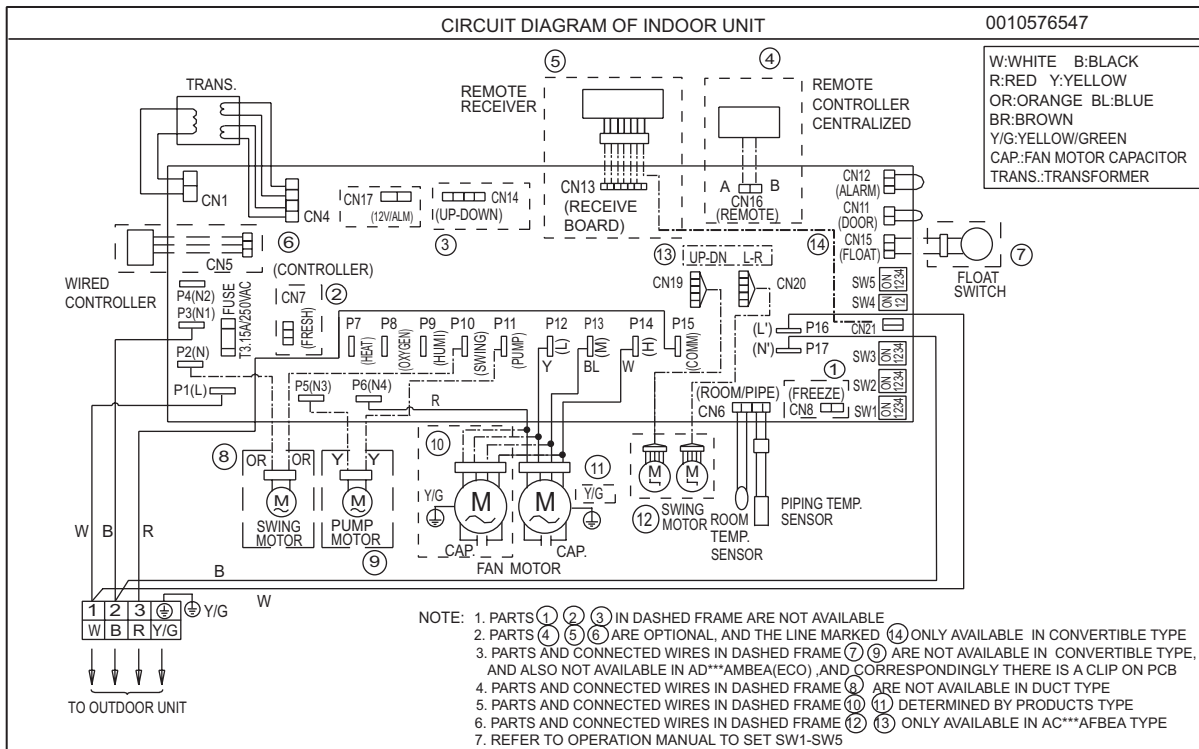 CIRCUIT DIAGRAM OF INDOOR UNIT
0010576547
W:WHITE B:BLACK
R:RED Y:YELLOW
OR:ORANGE BL:BLUE
BR:BROWN
Y/G:YELLOW/GREEN
CAP.:FAN MOTOR CAPACITOR
TRANS.:TRANSFORMER
TRANS.
5
REMOTE
RECEIVER
4
REMOTE
CONTROLLER
CENTRALIZED
CN1
CN4
CN17
(12V/ALM)
CN14
(UP-DOWN)
3
CN13
(RECEIVE
BOARD)
A B
CN16
(REMOTE)
CN12
(ALARM)
CN11
(DOOR)
CN15
(FLOAT)
7
FLOAT
SWITCH
6
CN5
WIRED
CONTROLLER
(CONTROLLER)
13
UP-DN L-R
14
CN19
CN20
SW5
ON
1234
SW4
ON
12
CN21
P4(N2)
P3(N1)
P2(N)
P1(L)
FUSE
T3.15A/250VAC
CN7
(FRESH)
2
P7
(HEAT)
P8
(OXYGEN)
P9
(HUMI)
P10
(SWING)
P11
(PUMP)
P12
(L)
Y
P13
(M)
BL
P14
(H)
W
P15
(COMM)
(L') P16
(N') P17
SW3
ON
1234
SW2
ON
1234
SW1
ON
1234
1
(ROOM/PIPE)
CN6
(FREEZE)
CN8
P5(N3)
P6(N4)
R
8
OR OR
M
SWING
MOTOR
Y Y
M
PUMP
MOTOR
9
10
Y/G
M
CAP.
M
CAP.
FAN MOTOR
11
Y/G
M
M
12
SWING
MOTOR
ROOM
TEMP.
SENSOR
PIPING TEMP.
SENSOR
W B R
B
W
1 2 3
W B R Y/G
Y/G
TO OUTDOOR UNIT
NOTE: 1. PARTS 1 2 3 IN DASHED FRAME ARE NOT AVAILABLE
2. PARTS 4 5 6 ARE OPTIONAL, AND THE LINE MARKED 14 ONLY AVAILABLE IN CONVERTIBLE TYPE
3. PARTS AND CONNECTED WIRES IN DASHED FRAME 7 9 ARE NOT AVAILABLE IN CONVERTIBLE TYPE,
AND ALSO NOT AVAILABLE IN AD***AMBEA(ECO) ,AND CORRESPONDINGLY THERE IS A CLIP ON PCB
4. PARTS AND CONNECTED WIRES IN DASHED FRAME 8 ARE NOT AVAILABLE IN DUCT TYPE
5. PARTS AND CONNECTED WIRES IN DASHED FRAME 10 11 DETERMINED BY PRODUCTS TYPE
6. PARTS AND CONNECTED WIRES IN DASHED FRAME 12 13 ONLY AVAILABLE IN AC***AFBEA TYPE
7. REFER TO OPERATION MANUAL TO SET SW1-SW5